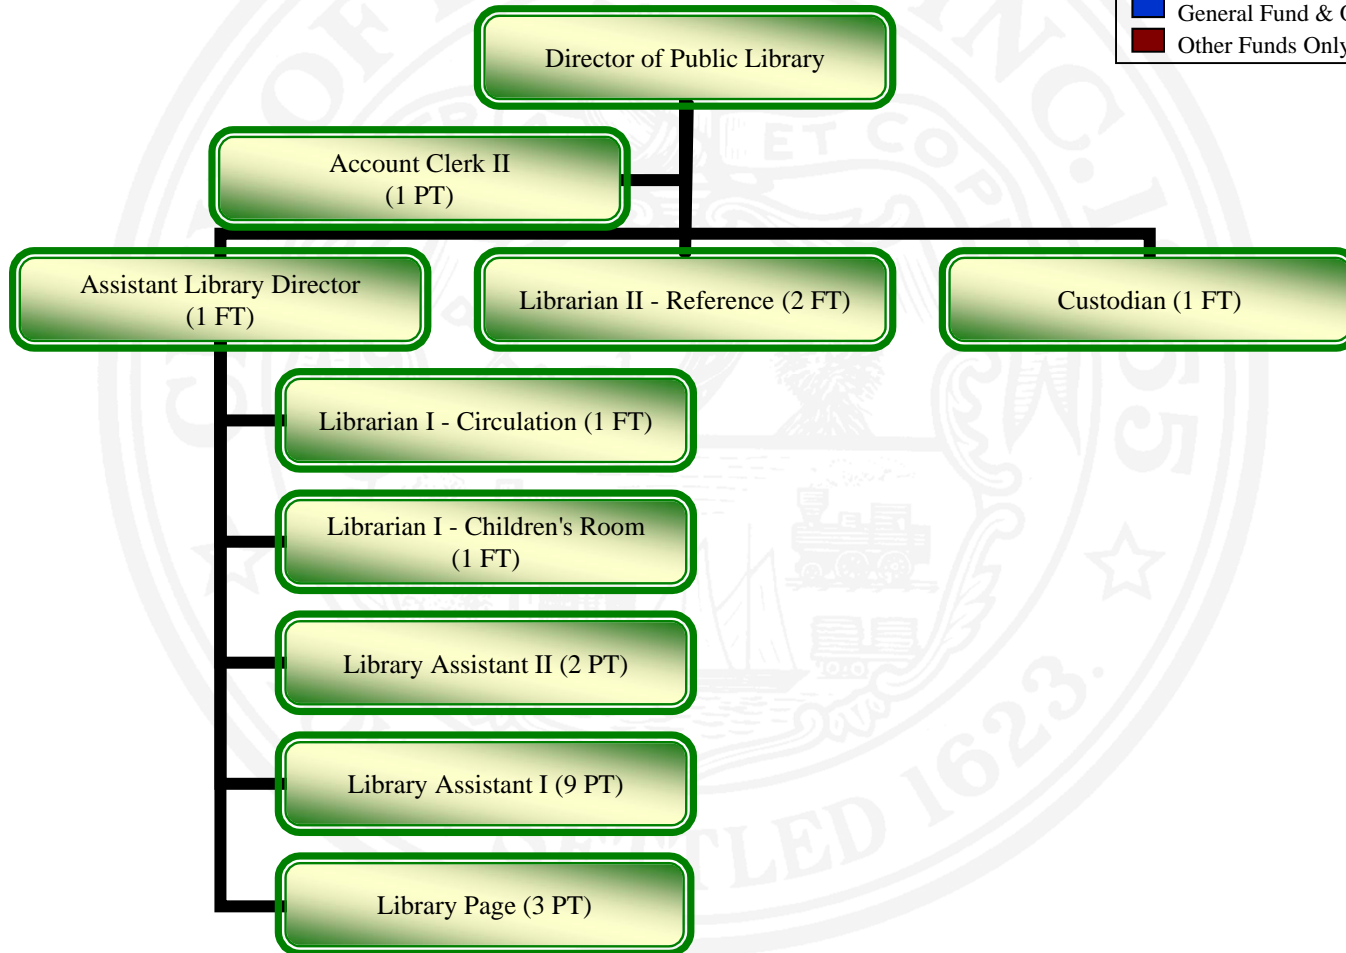 General Fund & O
Other Funds Only
Director of Public Library
Account Clerk II
(1 PT)
Assistant Library Director
(1 FT)
Librarian II - Reference (2 FT)
Custodian (1 FT)
Librarian I - Circulation (1 FT)
Librarian I - Children's Room
(1 FT)
Library Assistant II (2 PT)
Library Assistant I (9 PT)
Library Page (3 PT)
SETTLED 1623.